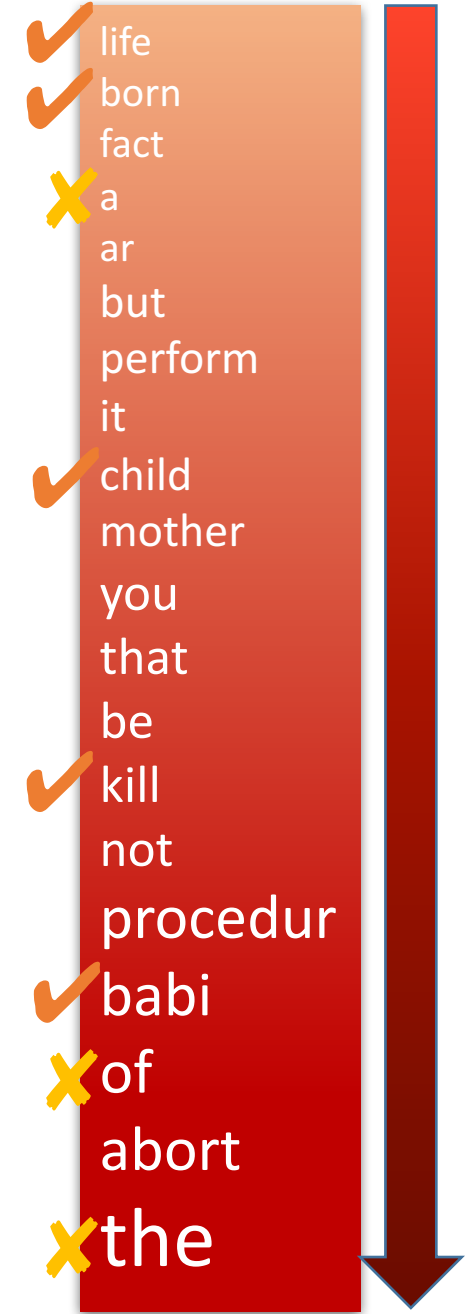 life
born
fact
a
ar
but
perform
it
child
mother
you
that
be
kill
not
procedur
babi
of
abort
the